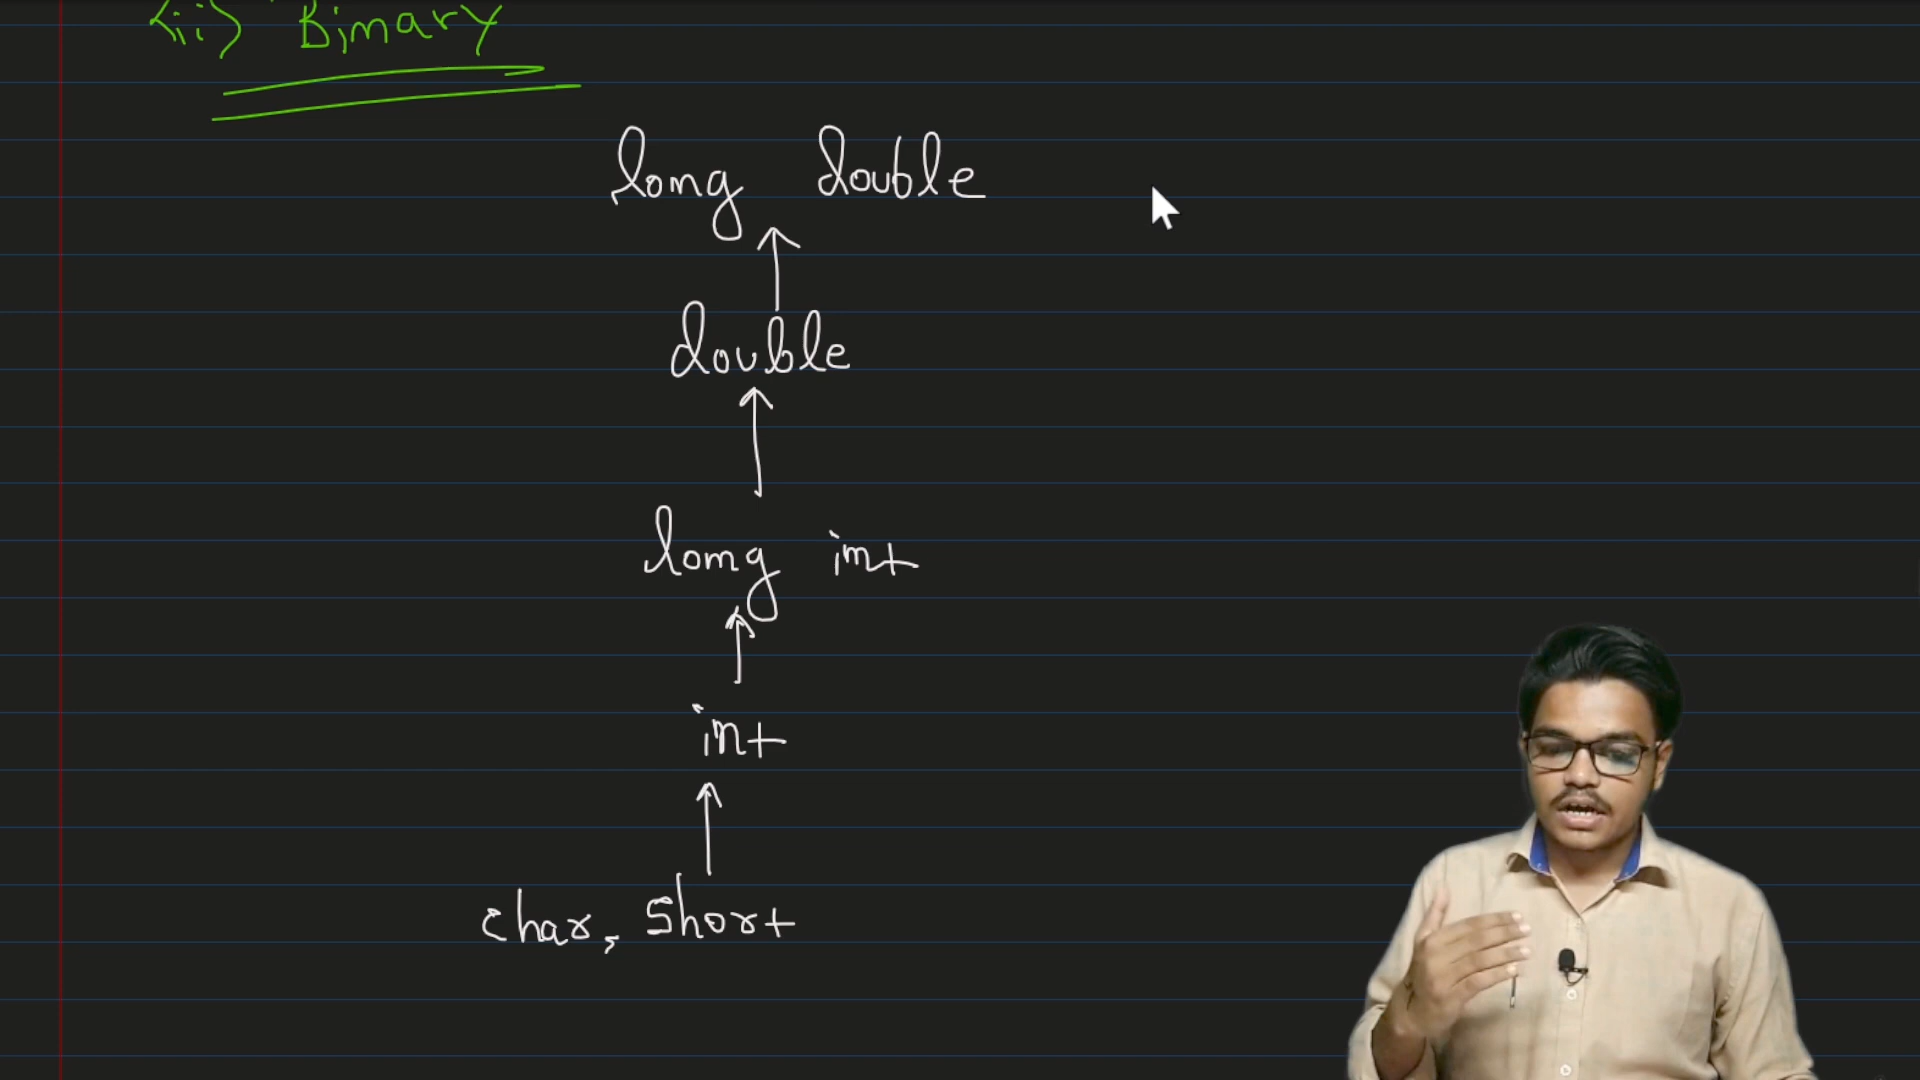 <ii> Binary
long double
double
long int
int
char, short